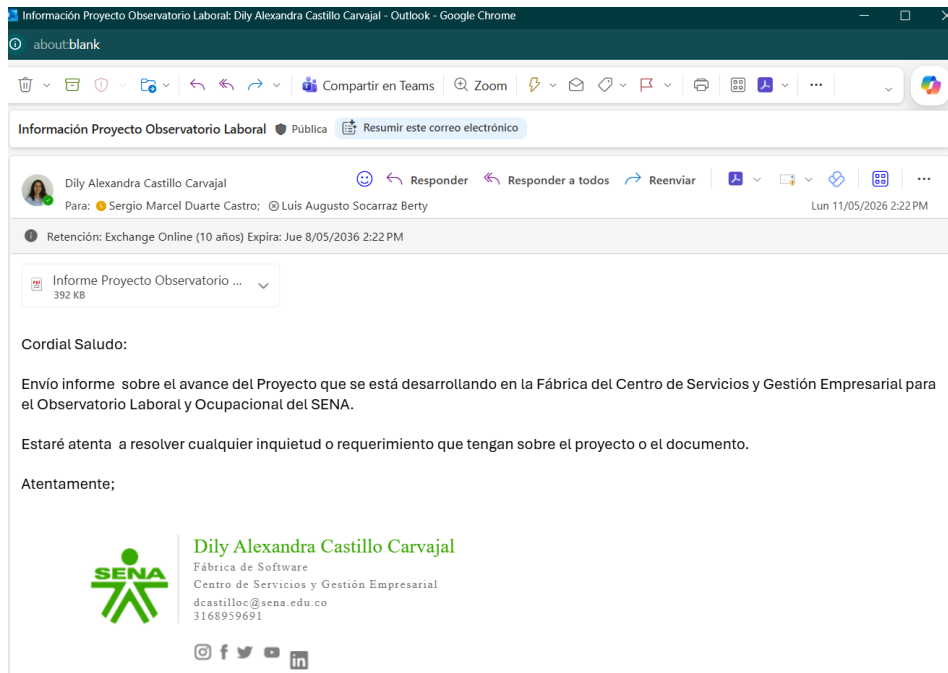 Información Proyecto Observatorio Laboral: Dily Alexandra Castillo Carvajal - Outlook - Google Chrome
about:blank
Compartir en Teams Zoom
Información Proyecto Observatorio Laboral Pública Resumir este correo electrónico
Dily Alexandra Castillo Carvajal Responder Responder a todos Reenviar
Para: Sergio Marcel Duarte Castro; Luis Augusto Socarraz Berty Lun 11/05/2026 2:22 PM
Retención: Exchange Online (10 años) Expira: Jue 8/05/2036 2:22 PM
Informe Proyecto Observatorio ...
392 KB
Cordial Saludo:
Envío informe  sobre el avance del Proyecto que se está desarrollando en la Fábrica del Centro de Servicios y Gestión Empresarial para
el Observatorio Laboral y Ocupacional del SENA.
Estaré atenta  a resolver cualquier inquietud o requerimiento que tengan sobre el proyecto o el documento.
Atentamente;
SENA
Dily Alexandra Castillo Carvajal
Fábrica de Software
Centro de Servicios y Gestión Empresarial
dcastilloc@sena.edu.co
3168959691